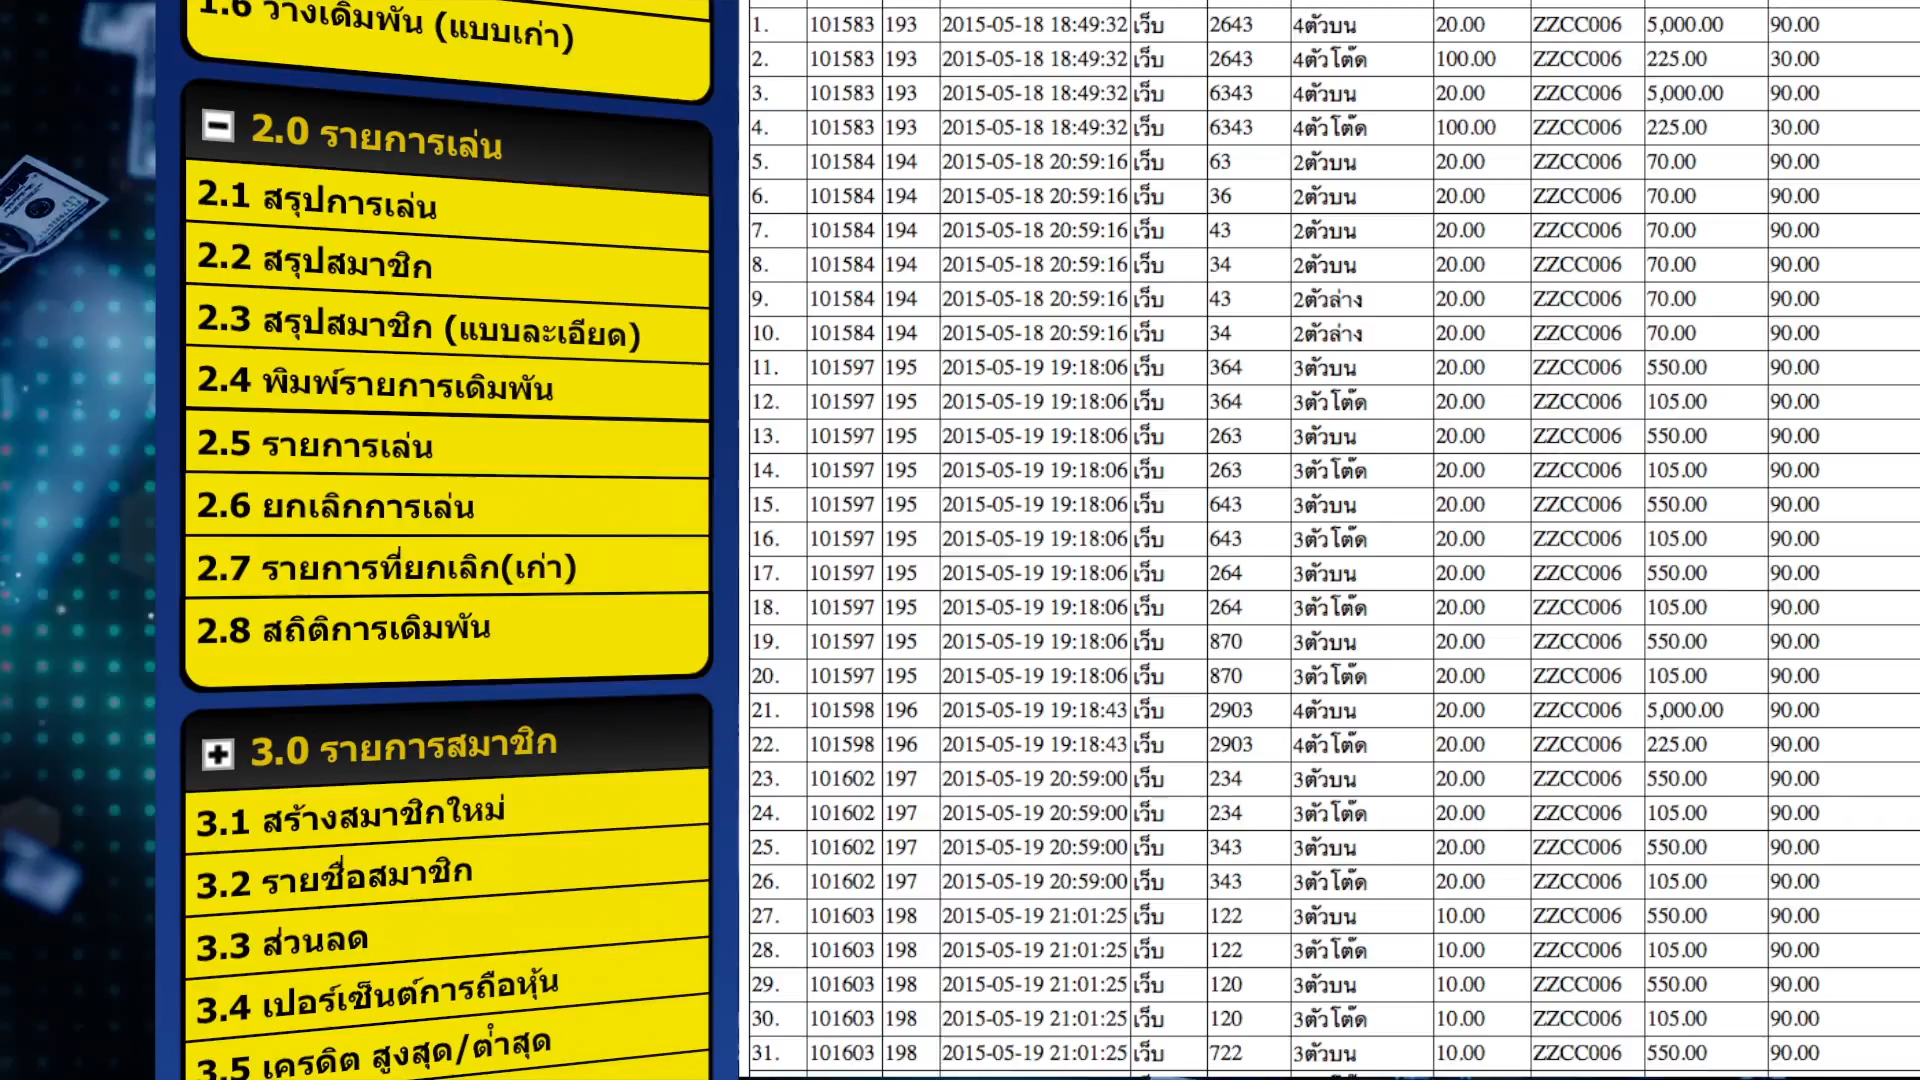 1.6 วางเดิมพัน (แบบเก่า)
2.0 รายการเล่น
2.1 สรุปการเล่น
2.2 สรุปสมาชิก
2.3 สรุปสมาชิก (แบบละเอียด)
2.4 พิมพ์รายการเดิมพัน
2.5 รายการเล่น
2.6 ยกเลิกการเล่น
2.7 รายการที่ยกเลิก(เก่า)
2.8 สถิติการเดิมพัน
3.0 รายการสมาชิก
3.1 สร้างสมาชิกใหม่
3.2 รายชื่อสมาชิก
3.3 ส่วนลด
3.4 เปอร์เซ็นต์การถือหุ้น
3.5 เครดิต สูงสุด/ต่ำสุด
1. 101583 193 2015-05-18 18:49:32 เว็บ 2643 4ตัวบน 20.00 ZZCC006 5,000.00 90.00
2. 101583 193 2015-05-18 18:49:32 เว็บ 2643 4ตัวโต๊ด 100.00 ZZCC006 225.00 30.00
3. 101583 193 2015-05-18 18:49:32 เว็บ 6343 4ตัวบน 20.00 ZZCC006 5,000.00 90.00
4. 101583 193 2015-05-18 18:49:32 เว็บ 6343 4ตัวโต๊ด 100.00 ZZCC006 225.00 30.00
5. 101584 194 2015-05-18 20:59:16 เว็บ 63 2ตัวบน 20.00 ZZCC006 70.00 90.00
6. 101584 194 2015-05-18 20:59:16 เว็บ 36 2ตัวบน 20.00 ZZCC006 70.00 90.00
7. 101584 194 2015-05-18 20:59:16 เว็บ 43 2ตัวบน 20.00 ZZCC006 70.00 90.00
8. 101584 194 2015-05-18 20:59:16 เว็บ 34 2ตัวบน 20.00 ZZCC006 70.00 90.00
9. 101584 194 2015-05-18 20:59:16 เว็บ 43 2ตัวล่าง 20.00 ZZCC006 70.00 90.00
10. 101584 194 2015-05-18 20:59:16 เว็บ 34 2ตัวล่าง 20.00 ZZCC006 70.00 90.00
11. 101597 195 2015-05-19 19:18:06 เว็บ 364 3ตัวบน 20.00 ZZCC006 550.00 90.00
12. 101597 195 2015-05-19 19:18:06 เว็บ 364 3ตัวโต๊ด 20.00 ZZCC006 105.00 90.00
13. 101597 195 2015-05-19 19:18:06 เว็บ 263 3ตัวบน 20.00 ZZCC006 550.00 90.00
14. 101597 195 2015-05-19 19:18:06 เว็บ 263 3ตัวโต๊ด 20.00 ZZCC006 105.00 90.00
15. 101597 195 2015-05-19 19:18:06 เว็บ 643 3ตัวบน 20.00 ZZCC006 550.00 90.00
16. 101597 195 2015-05-19 19:18:06 เว็บ 643 3ตัวโต๊ด 20.00 ZZCC006 105.00 90.00
17. 101597 195 2015-05-19 19:18:06 เว็บ 264 3ตัวบน 20.00 ZZCC006 550.00 90.00
18. 101597 195 2015-05-19 19:18:06 เว็บ 264 3ตัวโต๊ด 20.00 ZZCC006 105.00 90.00
19. 101597 195 2015-05-19 19:18:06 เว็บ 870 3ตัวบน 20.00 ZZCC006 550.00 90.00
20. 101597 195 2015-05-19 19:18:06 เว็บ 870 3ตัวโต๊ด 20.00 ZZCC006 105.00 90.00
21. 101598 196 2015-05-19 19:18:43 เว็บ 2903 4ตัวบน 20.00 ZZCC006 5,000.00 90.00
22. 101598 196 2015-05-19 19:18:43 เว็บ 2903 4ตัวโต๊ด 20.00 ZZCC006 225.00 90.00
23. 101602 197 2015-05-19 20:59:00 เว็บ 234 3ตัวบน 20.00 ZZCC006 550.00 90.00
24. 101602 197 2015-05-19 20:59:00 เว็บ 234 3ตัวโต๊ด 20.00 ZZCC006 105.00 90.00
25. 101602 197 2015-05-19 20:59:00 เว็บ 343 3ตัวบน 20.00 ZZCC006 550.00 90.00
26. 101602 197 2015-05-19 20:59:00 เว็บ 343 3ตัวโต๊ด 20.00 ZZCC006 105.00 90.00
27. 101603 198 2015-05-19 21:01:25 เว็บ 122 3ตัวบน 10.00 ZZCC006 550.00 90.00
28. 101603 198 2015-05-19 21:01:25 เว็บ 122 3ตัวโต๊ด 10.00 ZZCC006 105.00 90.00
29. 101603 198 2015-05-19 21:01:25 เว็บ 120 3ตัวบน 10.00 ZZCC006 550.00 90.00
30. 101603 198 2015-05-19 21:01:25 เว็บ 120 3ตัวโต๊ด 10.00 ZZCC006 105.00 90.00
31. 101603 198 2015-05-19 21:01:25 เว็บ 722 3ตัวบน 10.00 ZZCC006 550.00 90.00